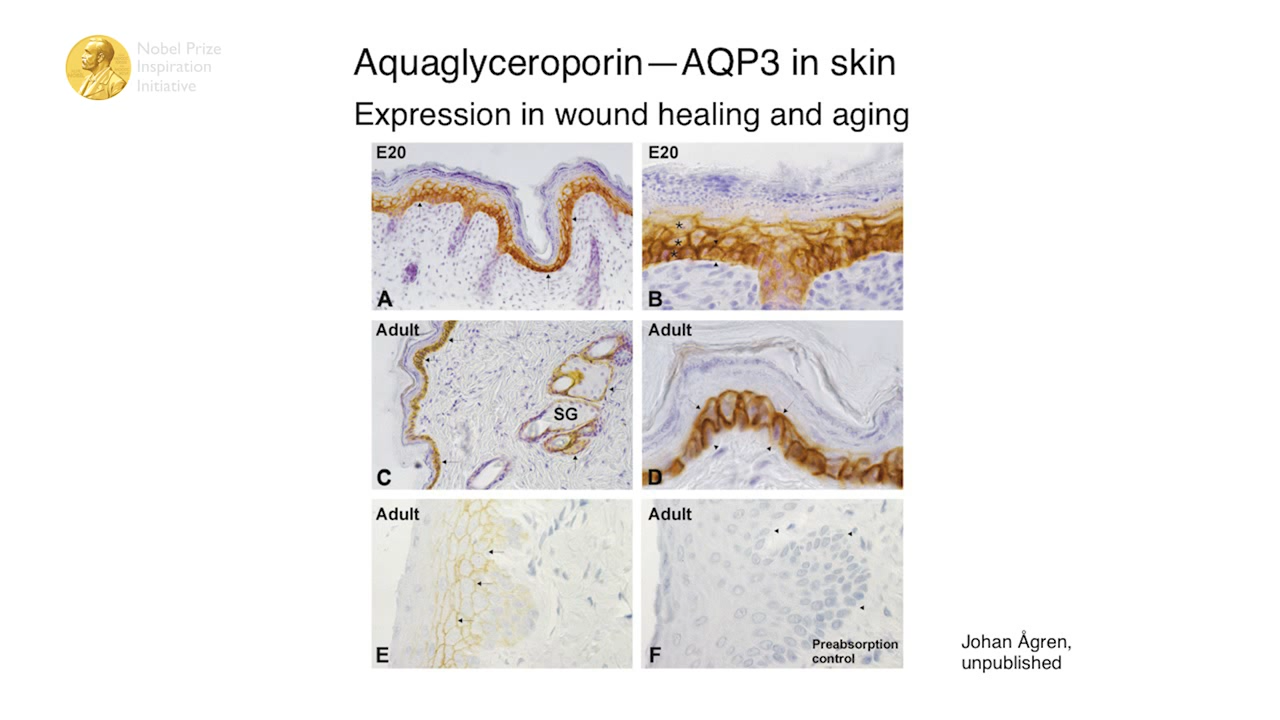 Nobel Prize
Inspiration
Initiative
Aquaglyceroporin—AQP3 in skin
Expression in wound healing and aging
E20
A
E20
B
Adult
SG
C
Adult
D
Adult
E
Adult
Preabsorption
control
F
Johan Ågren,
unpublished